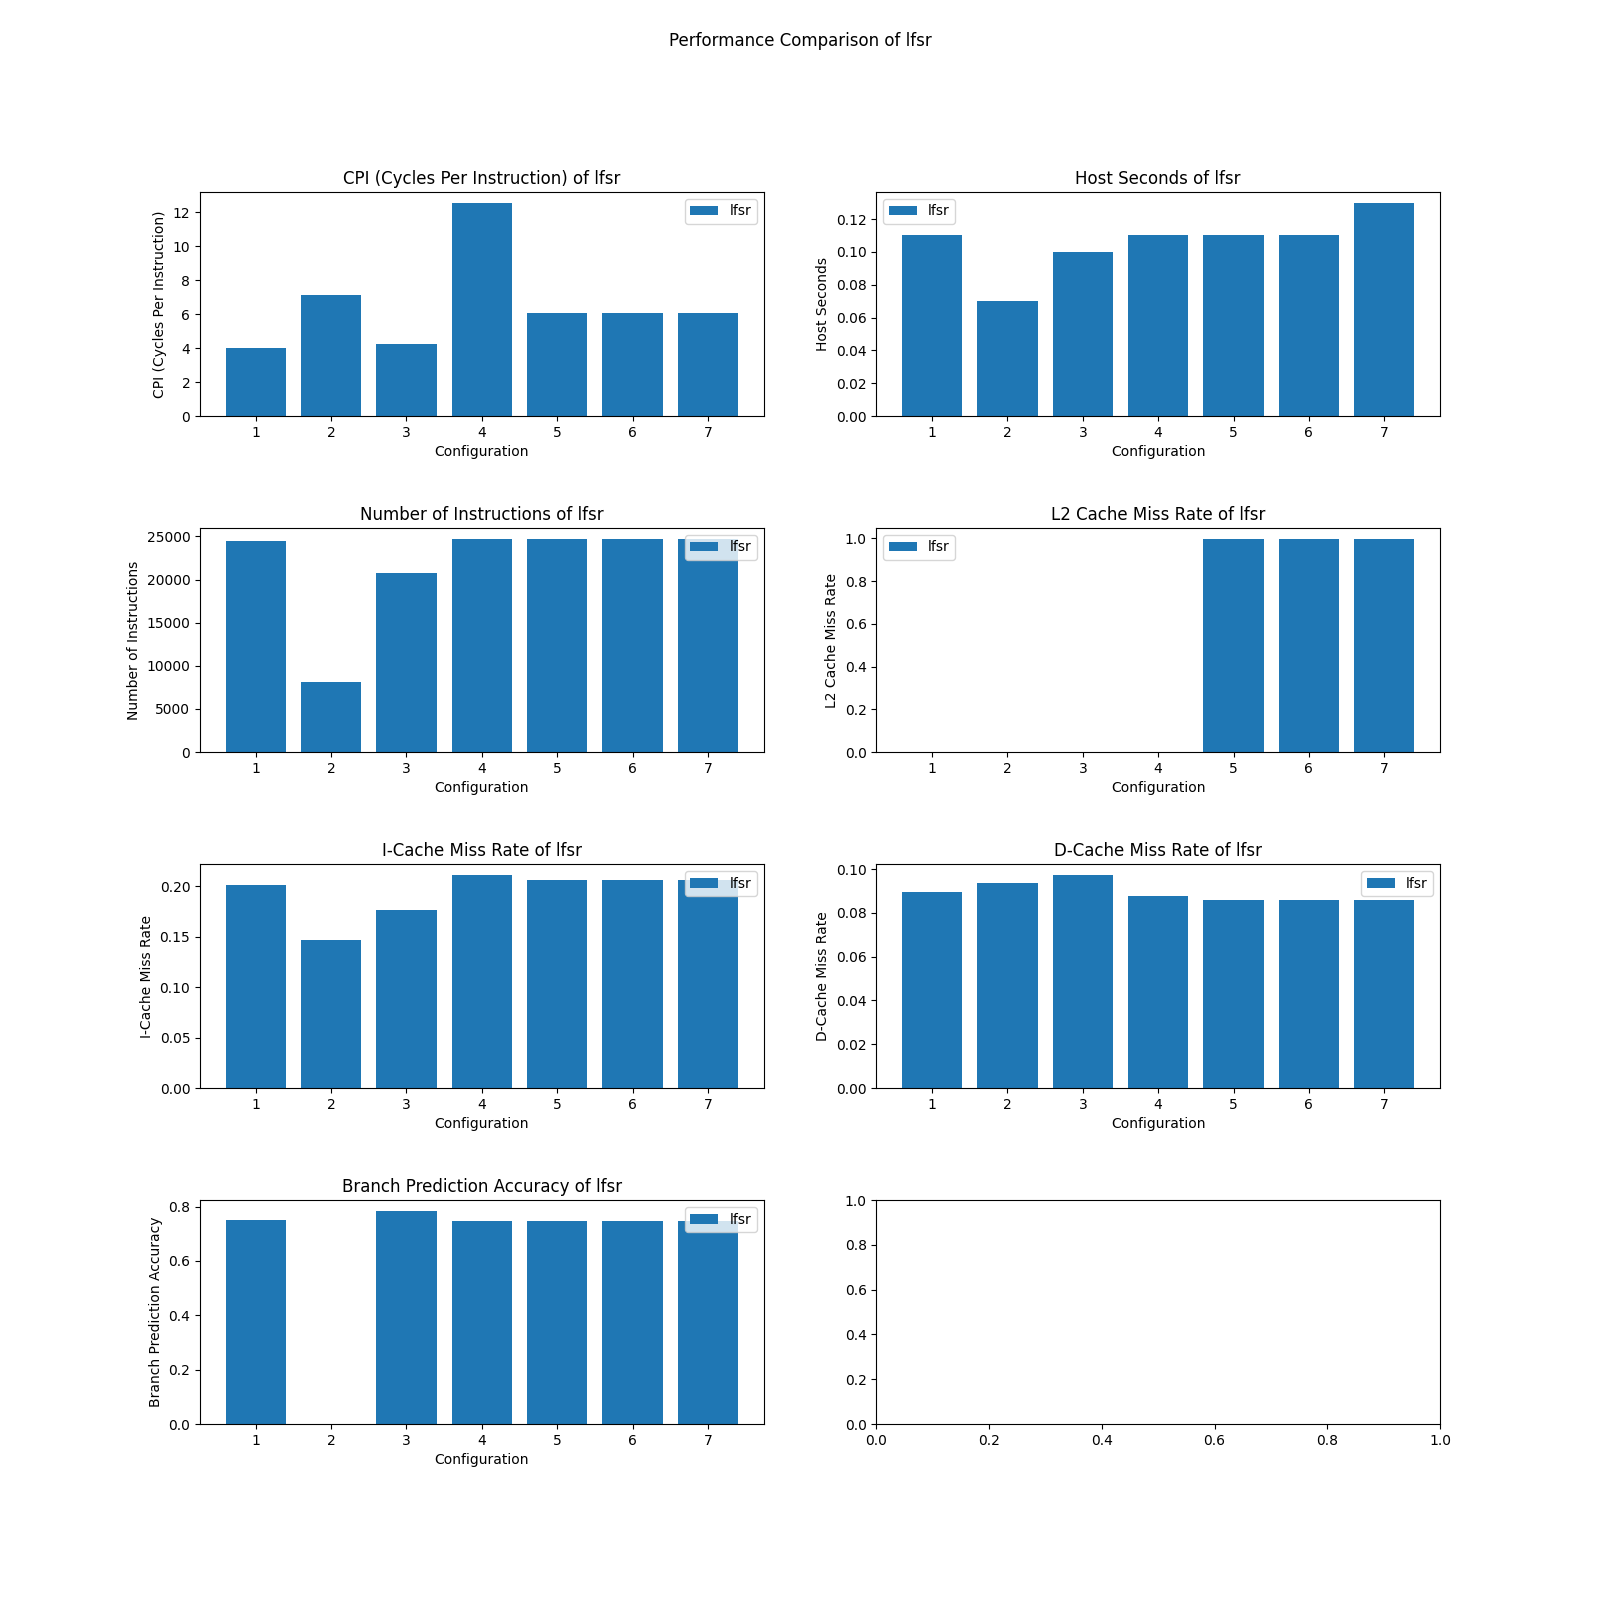 Performance Comparison of lfsr
CPI (Cycles Per Instruction) of lfsr
CPI (Cycles Per Instruction)
12
10
8
6
4
2
0
lfsr
1 2 3 4 5 6 7
Configuration
Host Seconds of lfsr
Host Seconds
0.12
0.10
0.08
0.06
0.04
0.02
0.00
lfsr
1 2 3 4 5 6 7
Configuration
Number of Instructions of lfsr
Number of Instructions
25000
20000
15000
10000
5000
0
lfsr
1 2 3 4 5 6 7
Configuration
L2 Cache Miss Rate of lfsr
L2 Cache Miss Rate
1.0
0.8
0.6
0.4
0.2
0.0
lfsr
1 2 3 4 5 6 7
Configuration
I-Cache Miss Rate of lfsr
I-Cache Miss Rate
0.20
0.15
0.10
0.05
0.00
lfsr
1 2 3 4 5 6 7
Configuration
D-Cache Miss Rate of lfsr
D-Cache Miss Rate
0.10
0.08
0.06
0.04
0.02
0.00
lfsr
1 2 3 4 5 6 7
Configuration
Branch Prediction Accuracy of lfsr
Branch Prediction Accuracy
0.8
0.6
0.4
0.2
0.0
lfsr
1 2 3 4 5 6 7
Configuration
1.0
0.8
0.6
0.4
0.2
0.0
0.0 0.2 0.4 0.6 0.8 1.0